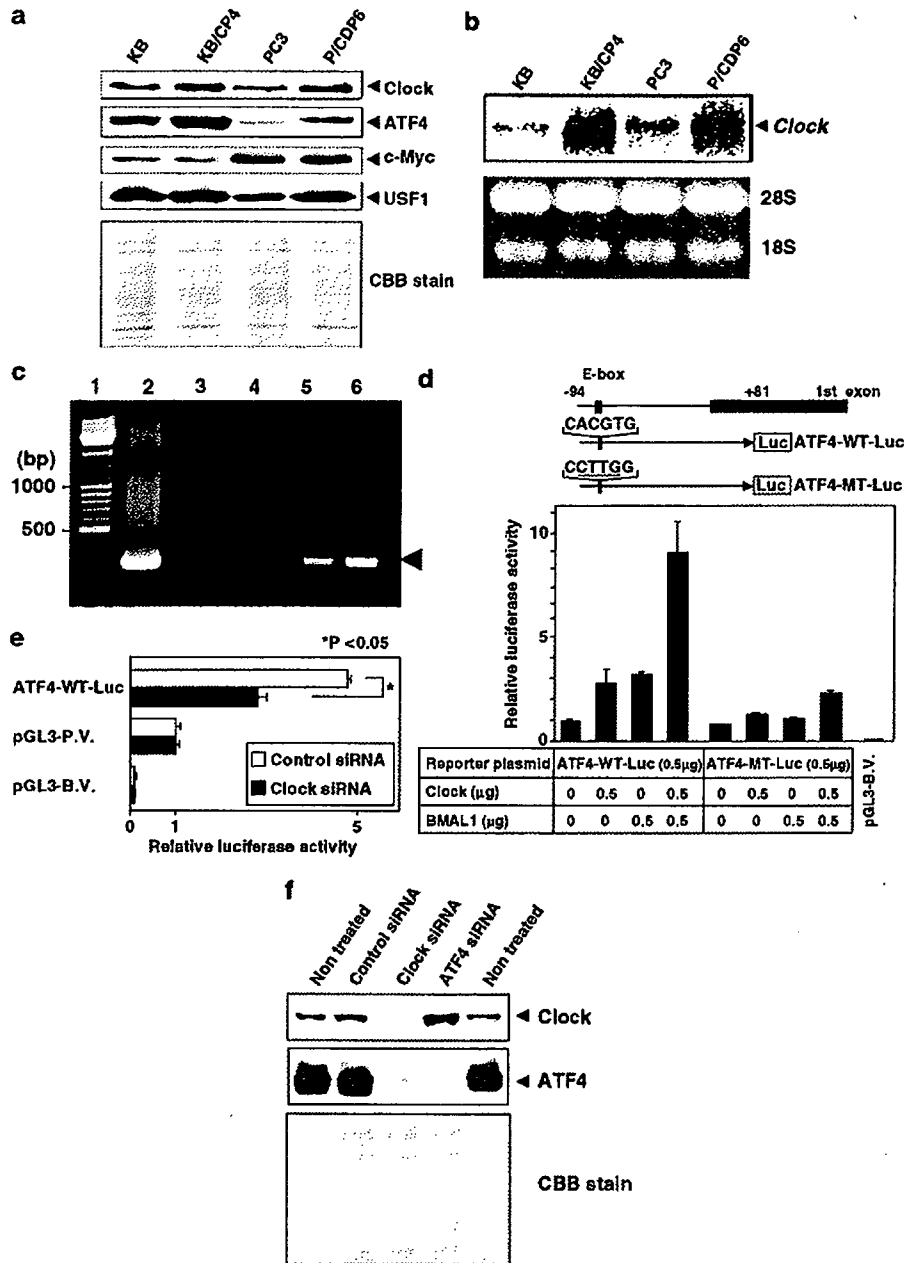 a
KB
KB/CP4
PC3
P/CDP6
Clock
ATF4
c-Myc
USF1
CBB stain
b
KB
KB/CP4
PC3
P/CDP6
Clock
28S
18S
c
1 2 3 4 5 6
(bp)
1000
500
d
E-box
-94 +81 1st exon
CACGTG
Luc ATF4-WT-Luc
CCTTGG
Luc ATF4-MT-Luc
Relative luciferase activity
10
5
0
Reporter plasmid ATF4-WT-Luc (0.5μg) ATF4-MT-Luc (0.5μg) pGL3-B.V.
Clock (μg) 0 0.5 0 0.5 0 0.5 0 0.5
BMAL1 (μg) 0 0 0.5 0.5 0 0 0.5 0.5
e
*P <0.05
ATF4-WT-Luc *
pGL3-P.V.
pGL3-B.V.
Control siRNA
Clock siRNA
0 1 5
Relative luciferase activity
f
Non treated
Control siRNA
Clock siRNA
ATF4 siRNA
Non treated
Clock
ATF4
CBB stain